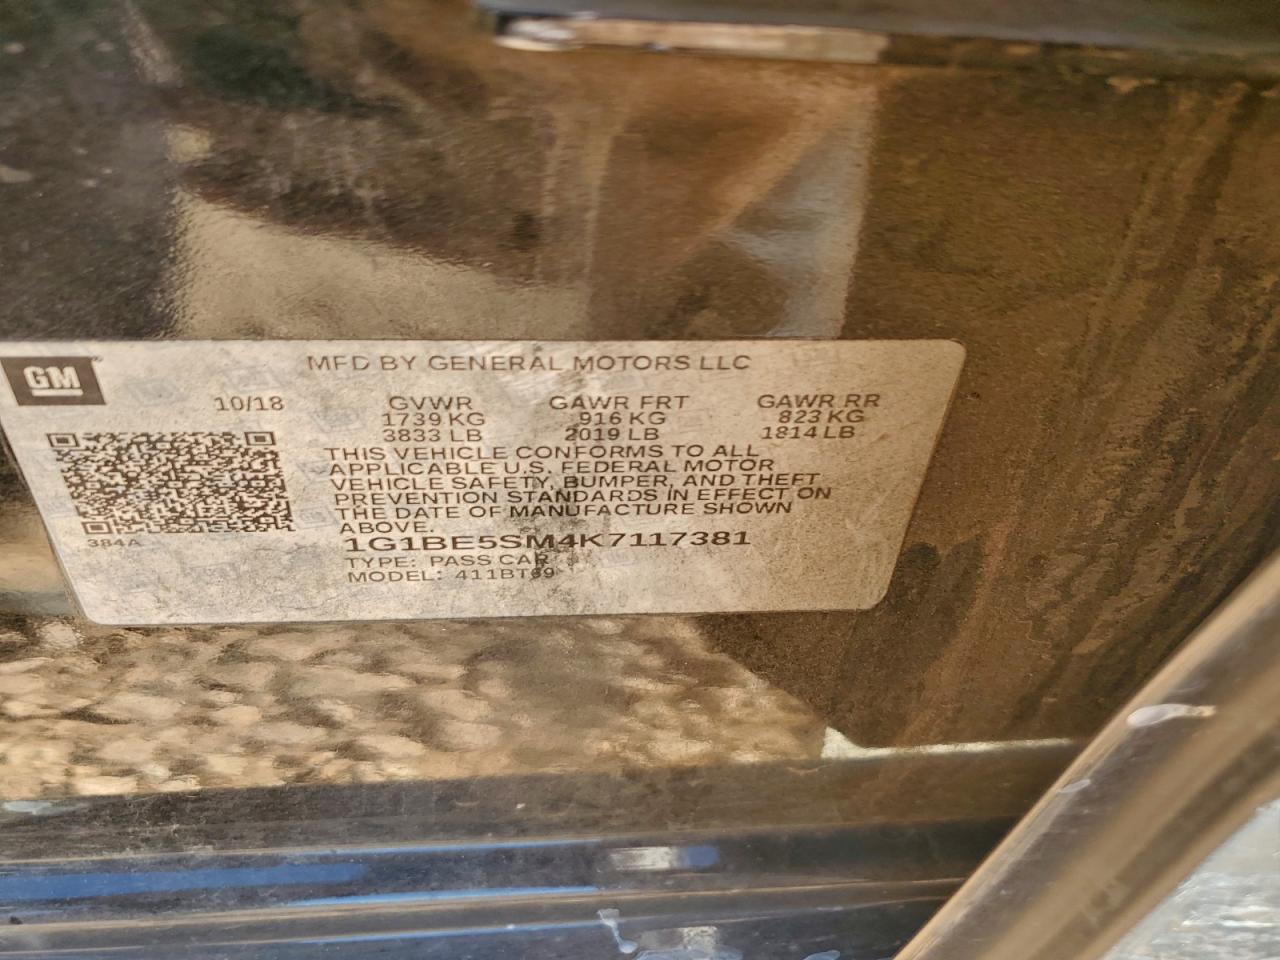 GM
MFD BY GENERAL MOTORS LLC
10/18 GVWR GAWR FRT GAWR RR
1739 KG 916 KG 823 KG
3833 LB 2019 LB 1814 LB
THIS VEHICLE CONFORMS TO ALL
APPLICABLE U.S. FEDERAL MOTOR
VEHICLE SAFETY, BUMPER, AND THEFT
PREVENTION STANDARDS IN EFFECT ON
THE DATE OF MANUFACTURE SHOWN
ABOVE.
384A
1G1BE5SM4K7117381
TYPE: PASS CAR
MODEL: 411BT69